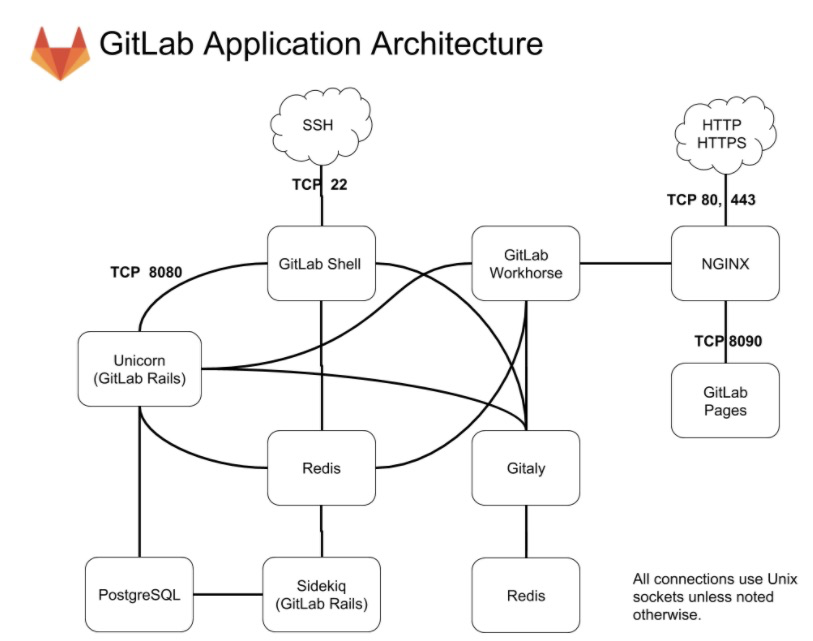 GitLab Application Architecture
SSH
HTTP
HTTPS
TCP 22
TCP 80, 443
GitLab Shell
GitLab
Workhorse
NGINX
TCP 8080
TCP 8090
Unicorn
(GitLab Rails)
GitLab
Pages
Redis
Gitaly
PostgreSQL
Sidekiq
(GitLab Rails)
Redis
All connections use Unix
sockets unless noted
otherwise.